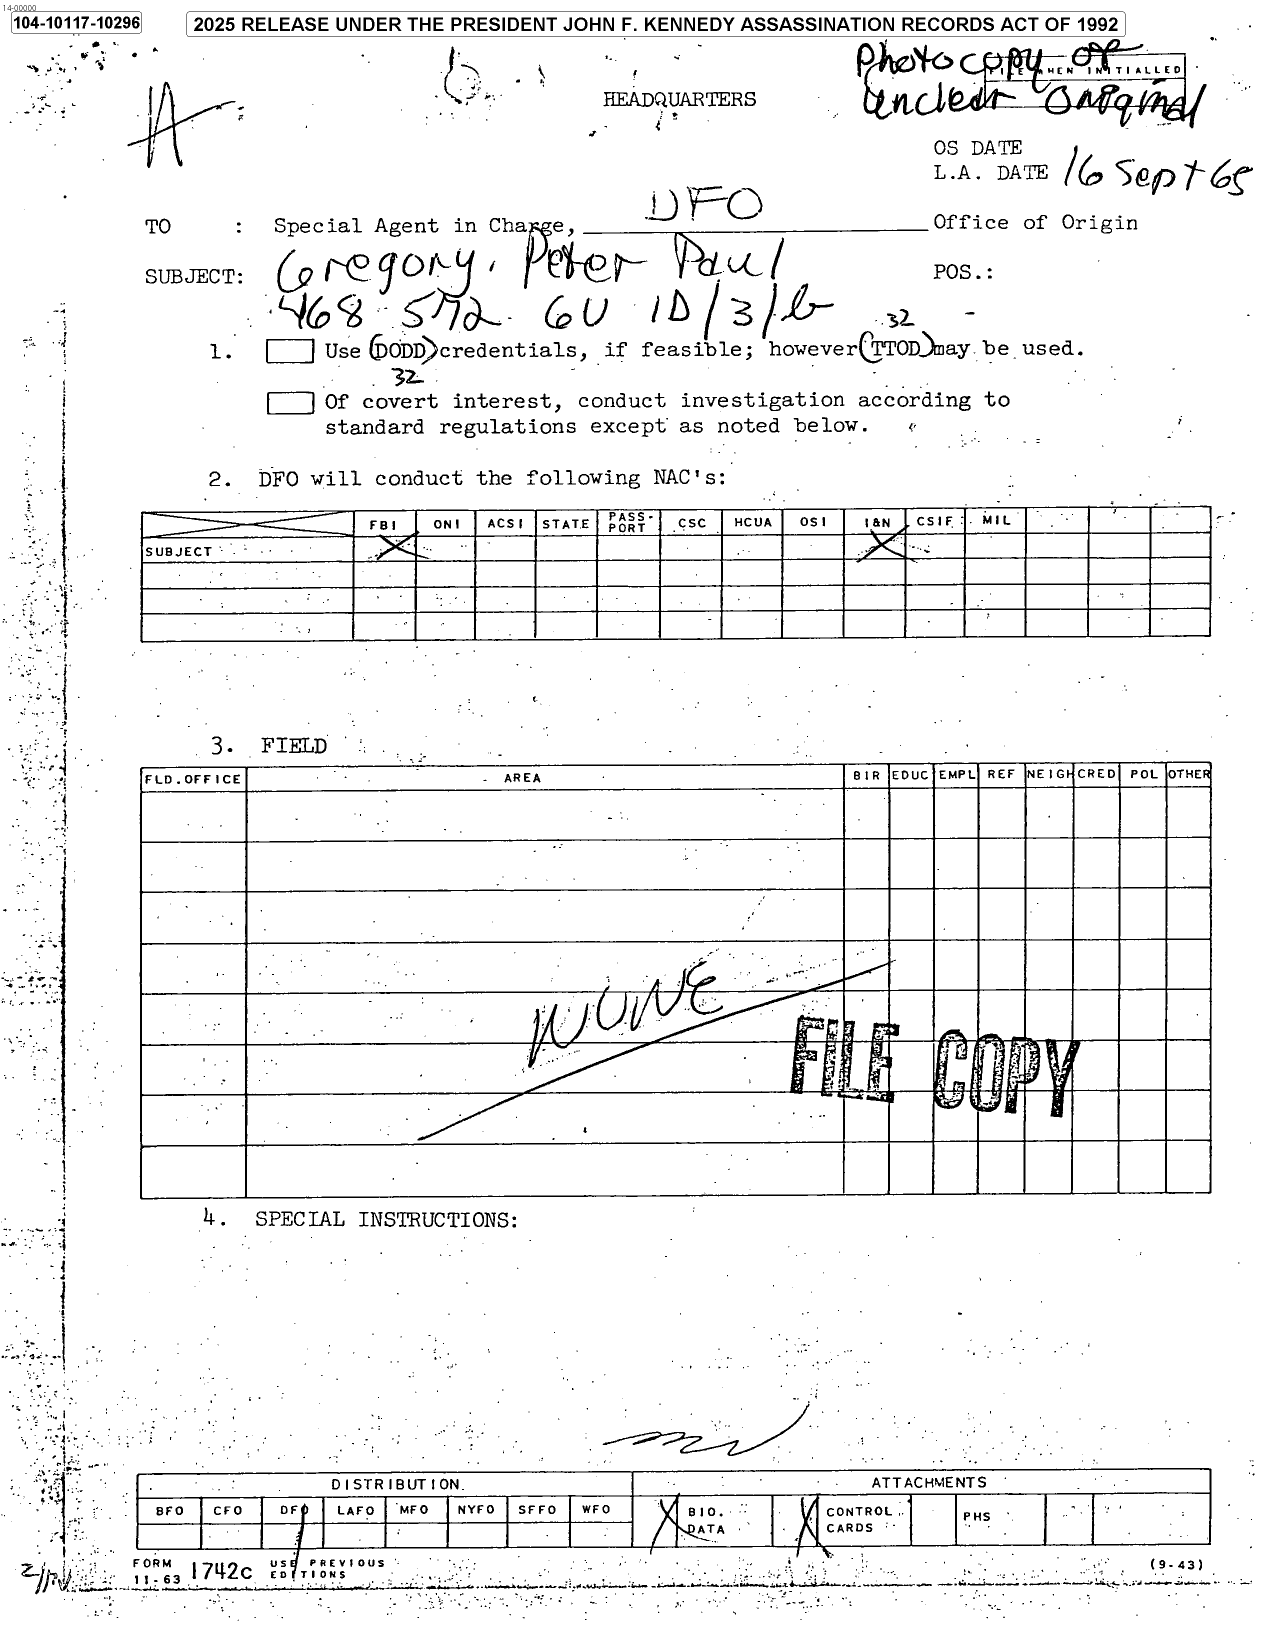 14-00000
104-10117-10296
2025 RELEASE UNDER THE PRESIDENT JOHN F. KENNEDY ASSASSINATION RECORDS ACT OF 1992
Photocopy of
Unclear Original
WHEN INITIALLED
HEADQUARTERS
OS DATE
L.A. DATE 16 Sept 65
TO : Special Agent in Charge, DFO Office of Origin
SUBJECT: Gregory, Peter Paul POS.:
468 572 GU ID/3/b
32
1. Use DODD credentials, if feasible; however TTOD may be used.
32
Of covert interest, conduct investigation according to
standard regulations except as noted below.
2. DFO will conduct the following NAC's:
FBI ONI ACSI STATE PASS-PORT CSC HCUA OSI I&N CSIF MIL
SUBJECT X X
3. FIELD
FLD.OFFICE AREA BIR EDUC EMPL REF NEIGH CRED POL OTHER
NONE
FILE COPY
4. SPECIAL INSTRUCTIONS:
DISTRIBUTION ATTACHMENTS
BFO CFO DFO LAFO MFO NYFO SFFO WFO X BIO. DATA X CONTROL CARDS PHS
FORM 11-63 1742c USE PREVIOUS EDITIONS (9-43)